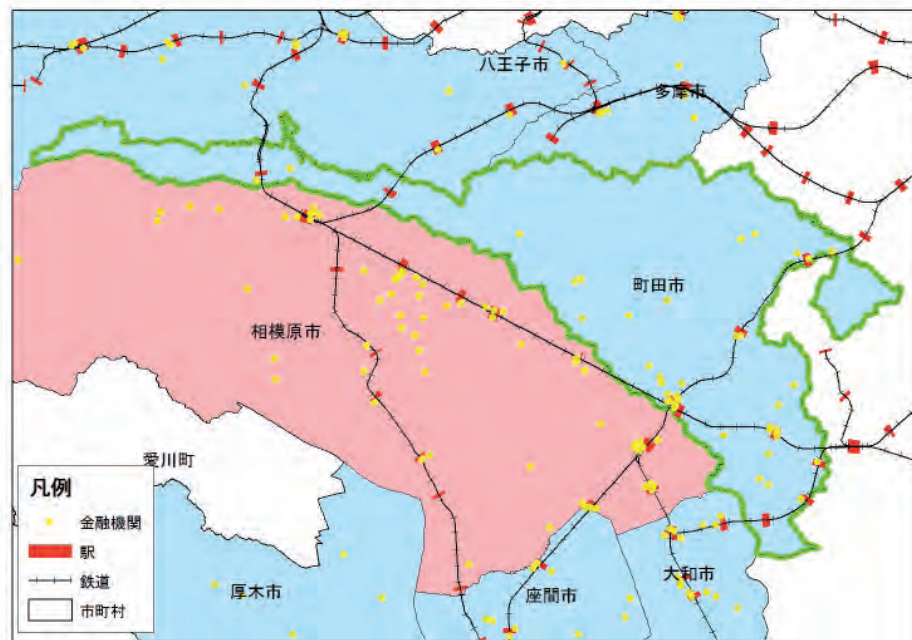 八王子市
多摩市
町田市
相模原市
愛川町
凡例
金融機関
駅
鉄道
市町村
厚木市
座間市
大和市